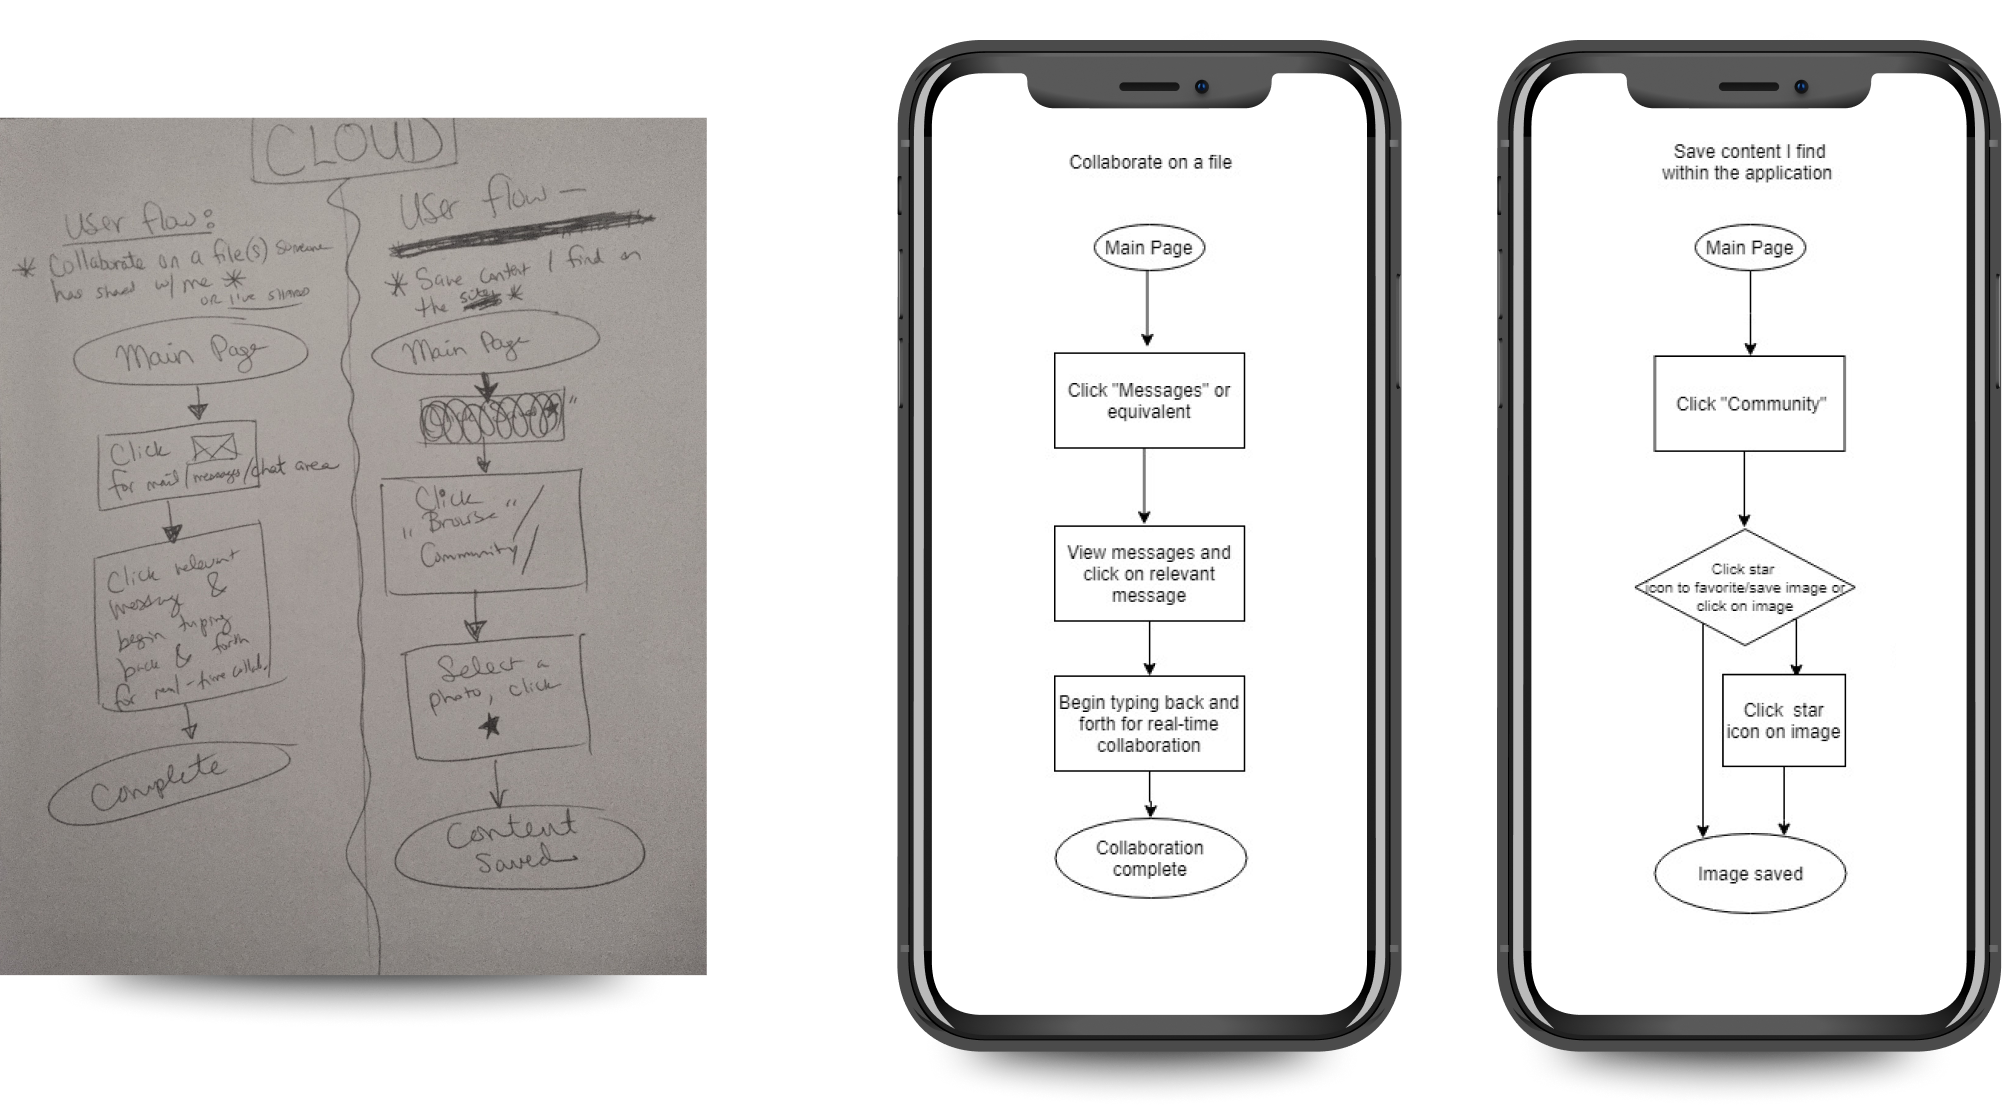 CLOUD
User flow:
* Collaborate on a file(s) someone
has shared w/ me *
OR I've shared
Main Page
Click
for mail/messages/chat area
Click relevant
message &
begin typing
back & forth
for real-time collab.
Complete
User flow —
* Save content I find on
the *
Main Page
Click
"Browse"/
Community/
Select a
photo, click
Content
Saved
Collaborate on a file
Main Page
Click "Messages" or
equivalent
View messages and
click on relevant
message
Begin typing back and
forth for real-time
collaboration
Collaboration
complete
Save content I find
within the application
Main Page
Click "Community"
Click star
icon to favorite/save image or
click on image
Click star
icon on image
Image saved